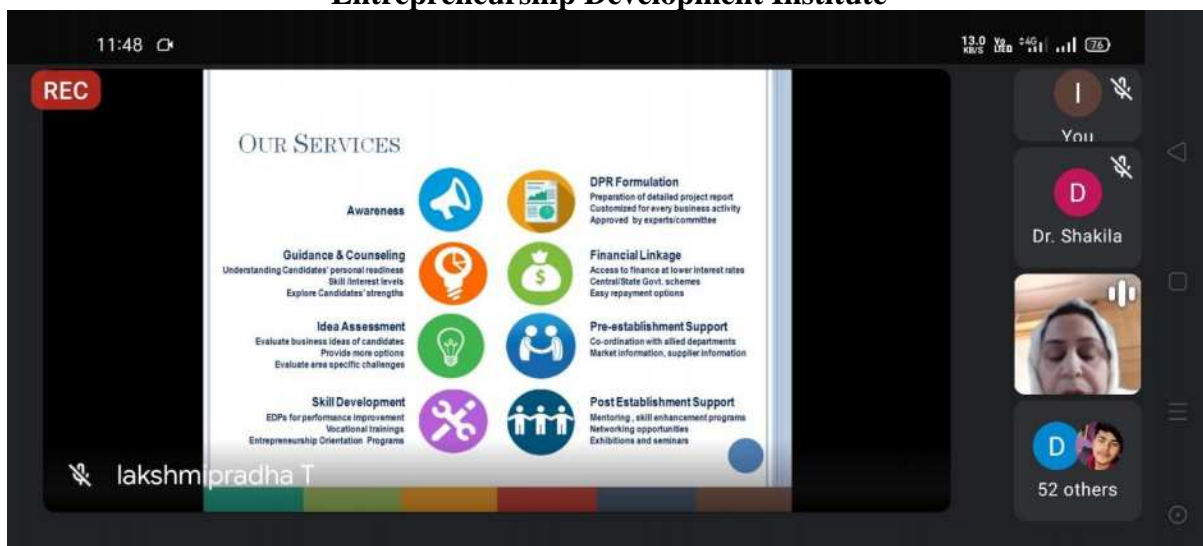 Entrepreneurship Development Institute
11:48
13.0
KB/S
4G
76
REC
OUR SERVICES
Awareness
Guidance & Counseling
Understanding Candidates' personal readiness
Skill /Interest levels
Explore Candidates' strengths
Idea Assessment
Evaluate business ideas of candidates
Provide more options
Evaluate area specific challenges
Skill Development
EDPs for performance improvement
Vocational trainings
Entrepreneurship Orientation Programs
DPR Formulation
Preparation of detailed project report
Customized for every business activity
Approved by experts/committee
Financial Linkage
Access to finance at lower interest rates
Central/State Govt. schemes
Easy repayment options
$
Pre-establishment Support
Co-ordination with allied departments
Market information, supplier information
Post Establishment Support
Mentoring , skill enhancement programs
Networking opportunities
Exhibitions and seminars
lakshmipradha T
I
You
D
Dr. Shakila
D
52 others